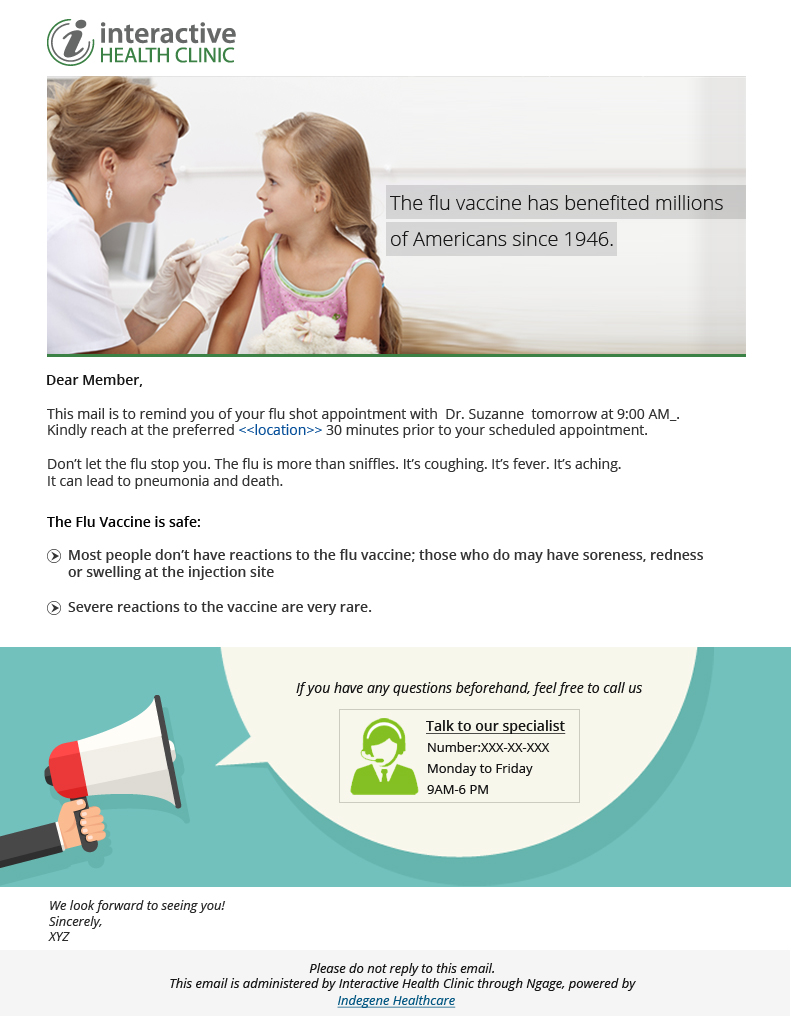 interactive
HEALTH CLINIC
The flu vaccine has benefited millions
of Americans since 1946.
Dear Member,
This mail is to remind you of your flu shot appointment with  Dr. Suzanne  tomorrow at 9:00 AM_.
Kindly reach at the preferred <<location>> 30 minutes prior to your scheduled appointment.
Don’t let the flu stop you. The flu is more than sniffles. It’s coughing. It’s fever. It’s aching.
It can lead to pneumonia and death.
The Flu Vaccine is safe:
Most people don’t have reactions to the flu vaccine; those who do may have soreness, redness
or swelling at the injection site
Severe reactions to the vaccine are very rare.
If you have any questions beforehand, feel free to call us
Talk to our specialist
Number:XXX-XX-XXX
Monday to Friday
9AM-6 PM
We look forward to seeing you!
Sincerely,
XYZ
Please do not reply to this email.
This email is administered by Interactive Health Clinic through Ngage, powered by
Indegene Healthcare